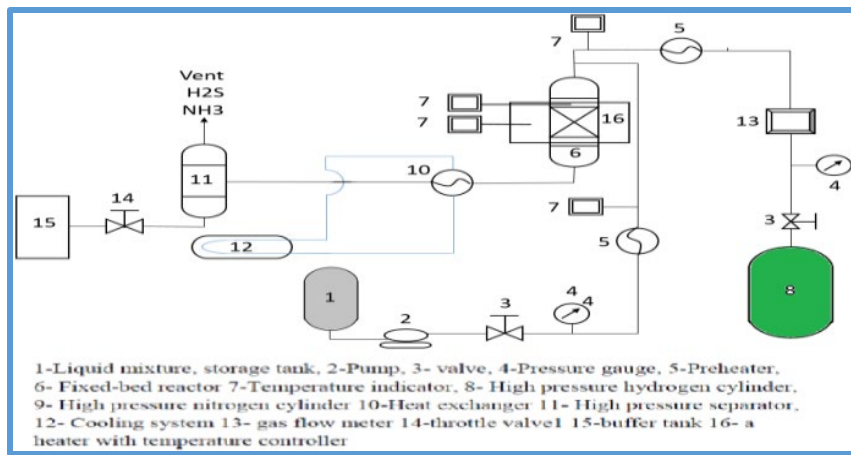 7
5
Vent
H2S
NH3
7
7
16
13
6
10
4
11
14
7
3
15
12
5
1
4
3
4
8
2
1-Liquid mixture, storage tank, 2-Pump, 3- valve, 4-Pressure gauge, 5-Preheater,
6- Fixed-bed reactor 7-Temperature indicator, 8- High pressure hydrogen cylinder,
9- High pressure nitrogen cylinder 10-Heat exchanger 11- High pressure separator,
12- Cooling system 13- gas flow meter 14-throttle valve1 15-buffer tank 16- a
heater with temperature controller